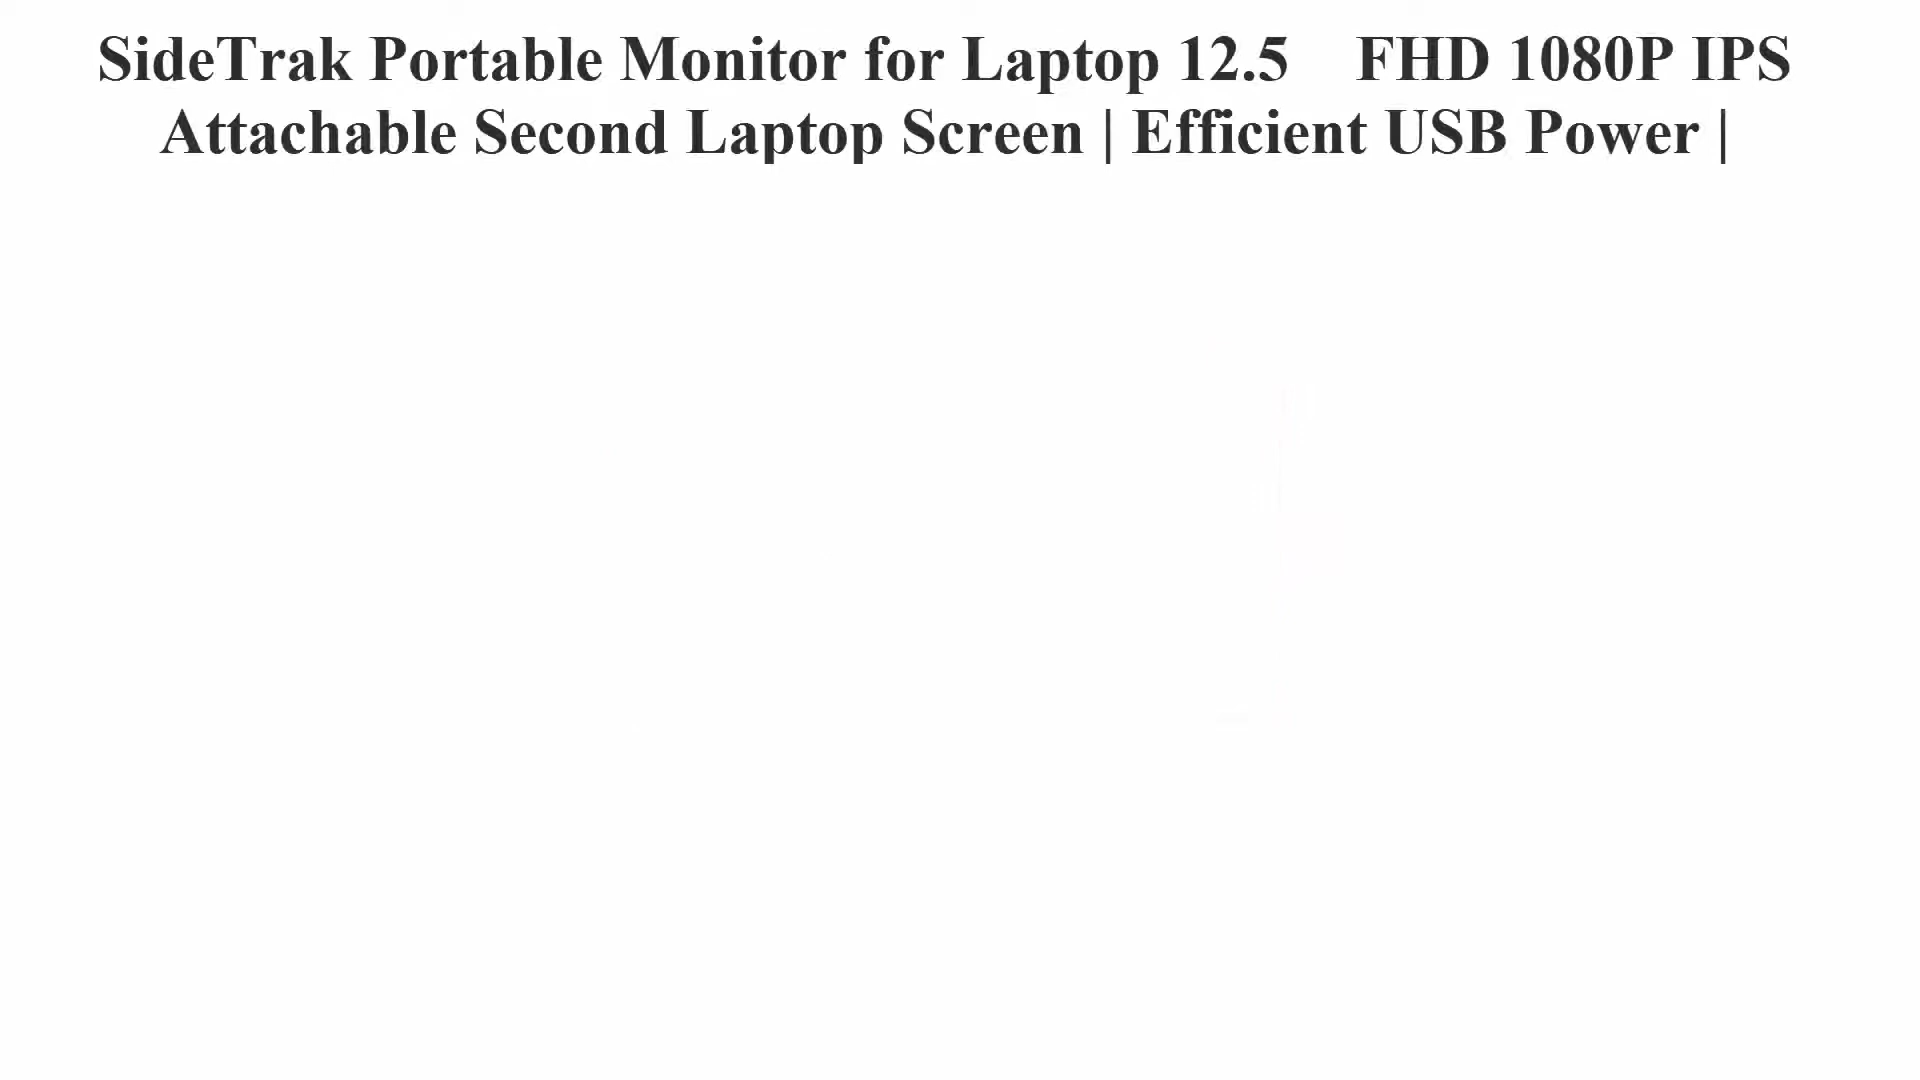 SideTrak Portable Monitor for Laptop 12.5    FHD 1080P IPS
Attachable Second Laptop Screen | Efficient USB Power |